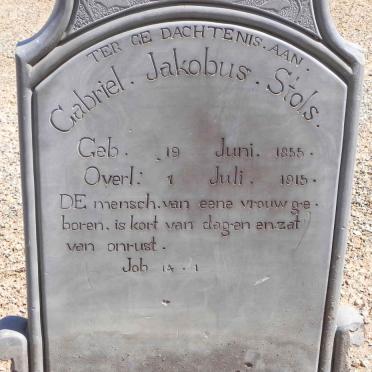 TER GE DACHTENIS.AAN.
Gabriel. Jakobus. Stols.
Geb. 19 Juni. 1855.
Overl: 1 Juli. 1915.
DE mensch.van eene vrouw ge
boren. is kort van dag-en en zat
van onrust.
Job 14.1